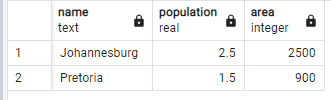 name population area
text real integer
1 Johannesburg 2.5 2500
2 Pretoria 1.5 900